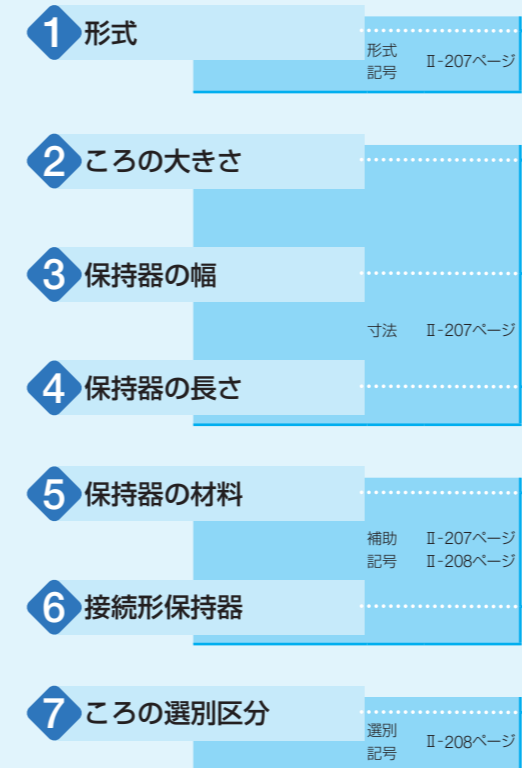 1 形式
形式
記号 Ⅱ-207ページ
2 ころの大きさ
3 保持器の幅
寸法 Ⅱ-207ページ
4 保持器の長さ
5 保持器の材料
補助 Ⅱ-207ページ
記号 Ⅱ-208ページ
6 接続形保持器
7 ころの選別区分
選別
記号 Ⅱ-208ページ